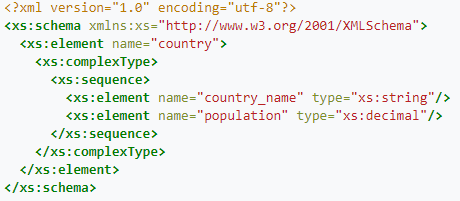 <?xml version="1.0" encoding="utf-8"?>
<xs:schema xmlns:xs="http://www.w3.org/2001/XMLSchema">
  <xs:element name="country">
    <xs:complexType>
      <xs:sequence>
        <xs:element name="country_name" type="xs:string"/>
        <xs:element name="population" type="xs:decimal"/>
      </xs:sequence>
    </xs:complexType>
  </xs:element>
</xs:schema>